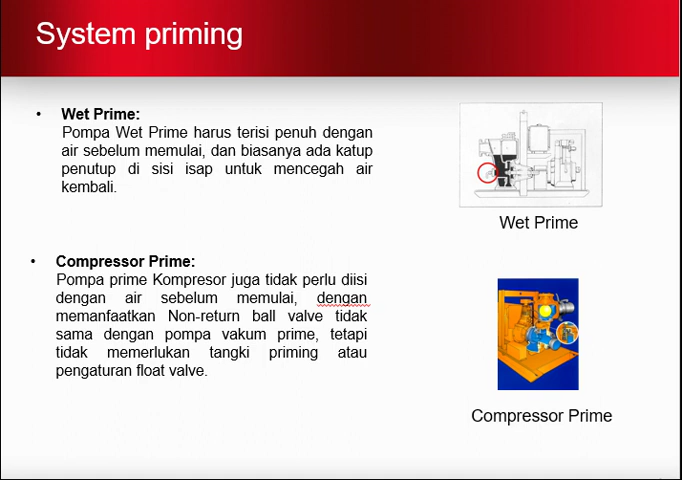 System priming
• Wet Prime:
Pompa Wet Prime harus terisi penuh dengan
air sebelum memulai, dan biasanya ada katup
penutup di sisi isap untuk mencegah air
kembali.
Wet Prime
• Compressor Prime:
Pompa prime Kompresor juga tidak perlu diisi
dengan air sebelum memulai, dengan
memanfaatkan Non-return ball valve tidak
sama dengan pompa vakum prime, tetapi
tidak memerlukan tangki priming atau
pengaturan float valve.
Compressor Prime